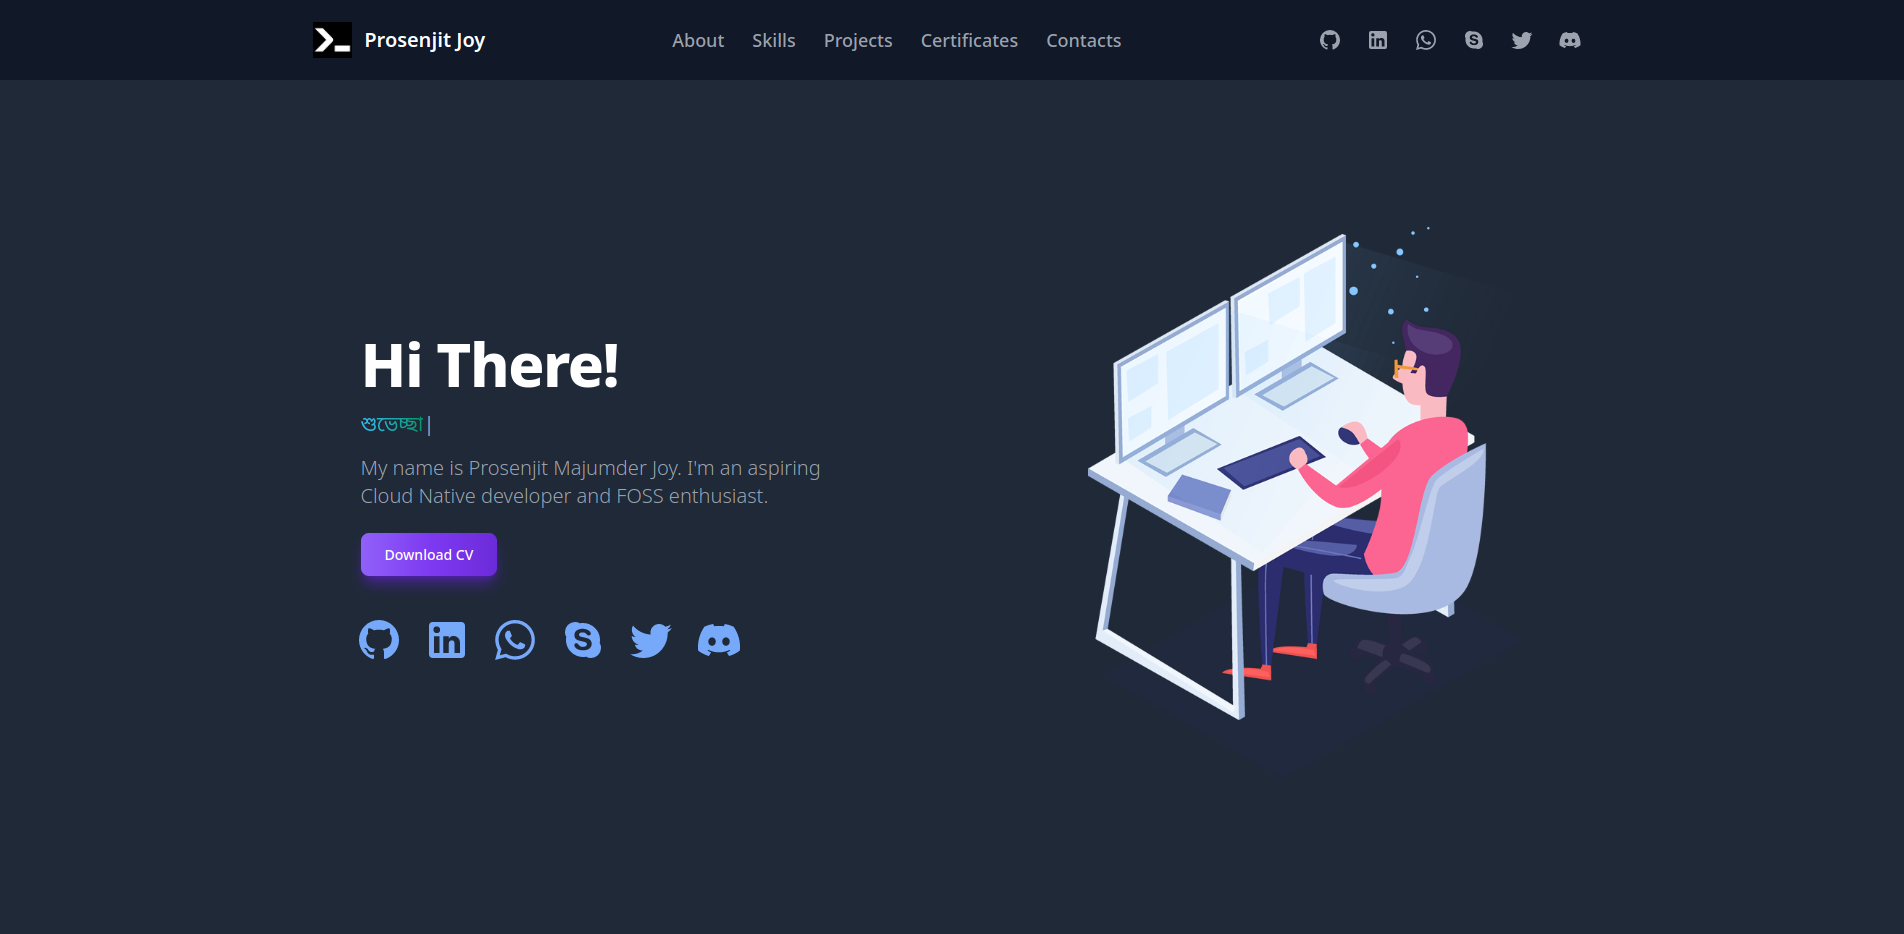 Prosenjit Joy
About Skills Projects Certificates Contacts
Hi There!
শুভেচ্ছা|
My name is Prosenjit Majumder Joy. I'm an aspiring
Cloud Native developer and FOSS enthusiast.
Download CV